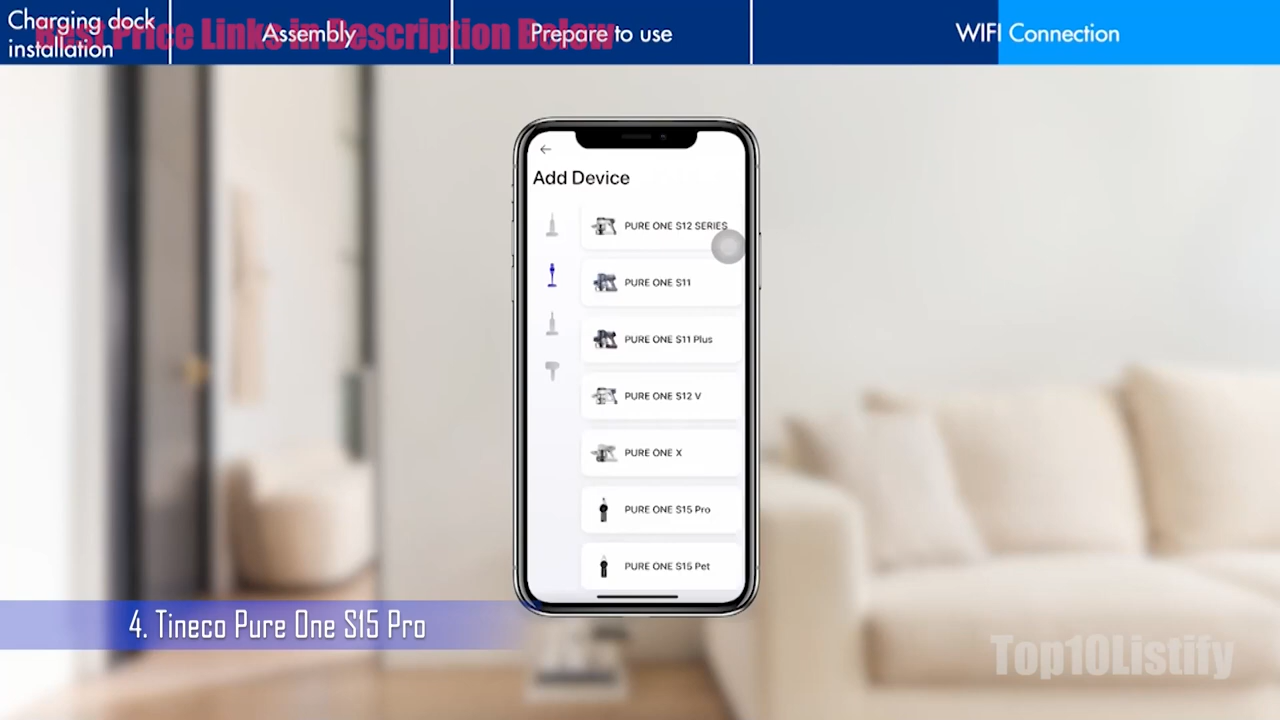 Charging dock
installation
Assembly
Prepare to use
WIFI Connection
Best Price Links in Description Below
Add Device
PURE ONE S12 SERIES
PURE ONE S11
PURE ONE S11 Plus
PURE ONE S12 V
PURE ONE X
PURE ONE S15 Pro
PURE ONE S15 Pet
4. Tineco Pure One S15 Pro
Top10Listify